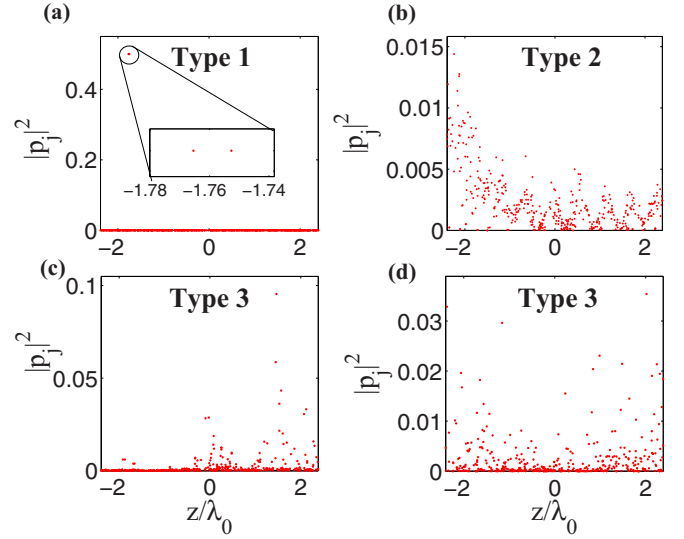 (a)
Type 1
|p_j|^2
0.4
0.2
0
−1.78
−1.76
−1.74
−2
0
2
(b)
Type 2
|p_j|^2
0.015
0.01
0.005
0
−2
0
2
(c)
Type 3
|p_j|^2
0.1
0.05
0
−2
0
2
z/λ_0
(d)
Type 3
|p_j|^2
0.03
0.02
0.01
0
−2
0
2
z/λ_0